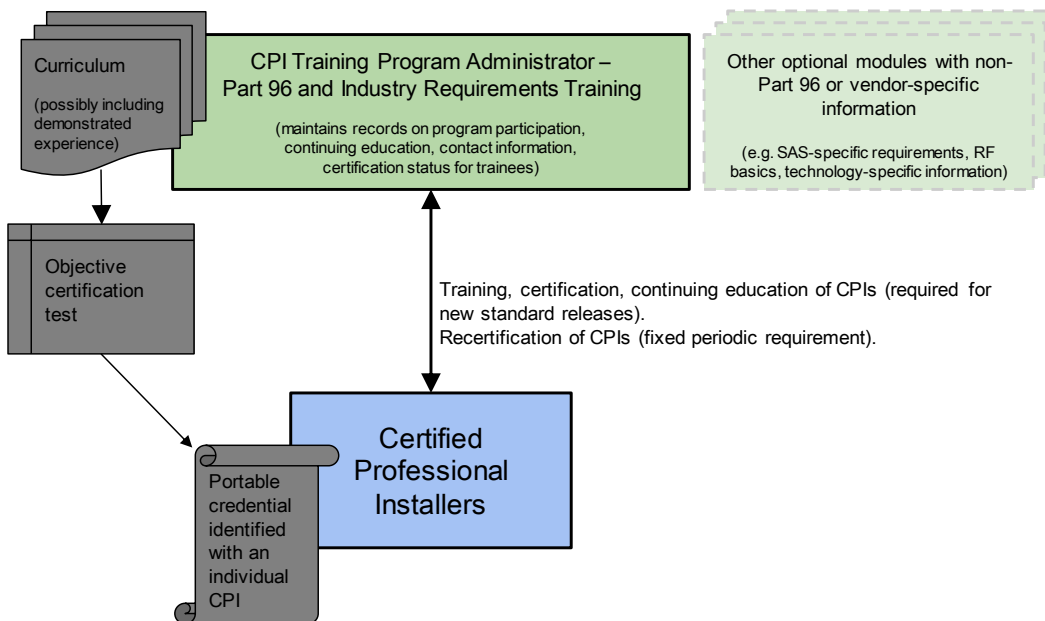 Curriculum
(possibly including
demonstrated
experience)
CPI Training Program Administrator –
Part 96 and Industry Requirements Training
(maintains records on program participation,
continuing education, contact information,
certification status for trainees)
Other optional modules with non-
Part 96 or vendor-specific
information
(e.g. SAS-specific requirements, RF
basics, technology-specific information)
Objective
certification
test
Training, certification, continuing education of CPIs (required for
new standard releases).
Recertification of CPIs (fixed periodic requirement).
Certified
Professional
Installers
Portable
credential
identified
with an
individual
CPI